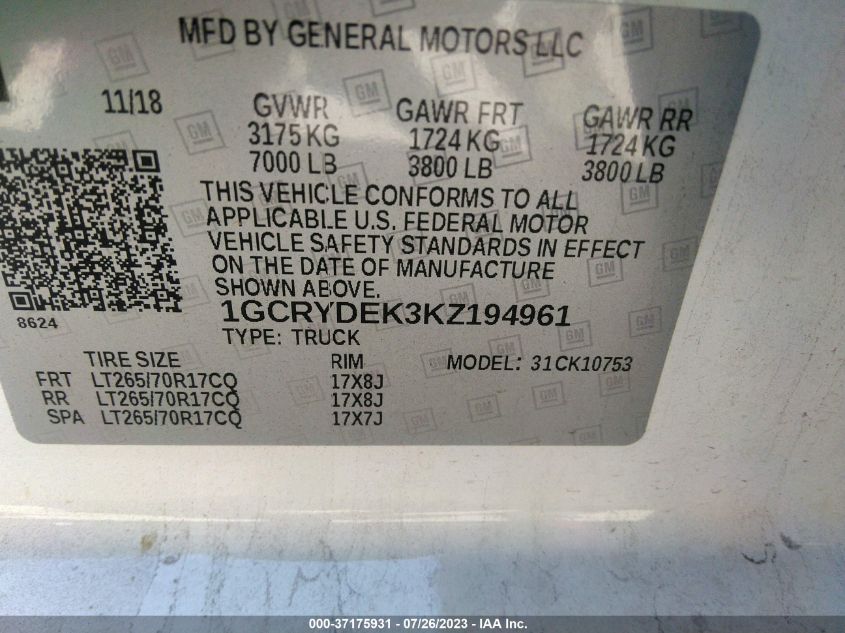 MFD BY GENERAL MOTORS LLC
11/18 GVWR GAWR FRT GAWR RR
3175 KG 1724 KG 1724 KG
7000 LB 3800 LB 3800 LB
THIS VEHICLE CONFORMS TO ALL
APPLICABLE U.S. FEDERAL MOTOR
VEHICLE SAFETY STANDARDS IN EFFECT
ON THE DATE OF MANUFACTURE
SHOWN ABOVE.
8624
1GCRYDEK3KZ194961
TYPE: TRUCK
TIRE SIZE RIM MODEL: 31CK10753
FRT LT265/70R17CQ 17X8J
RR LT265/70R17CQ 17X8J
SPA LT265/70R17CQ 17X7J
000-37175931 - 07/26/2023 - IAA Inc.